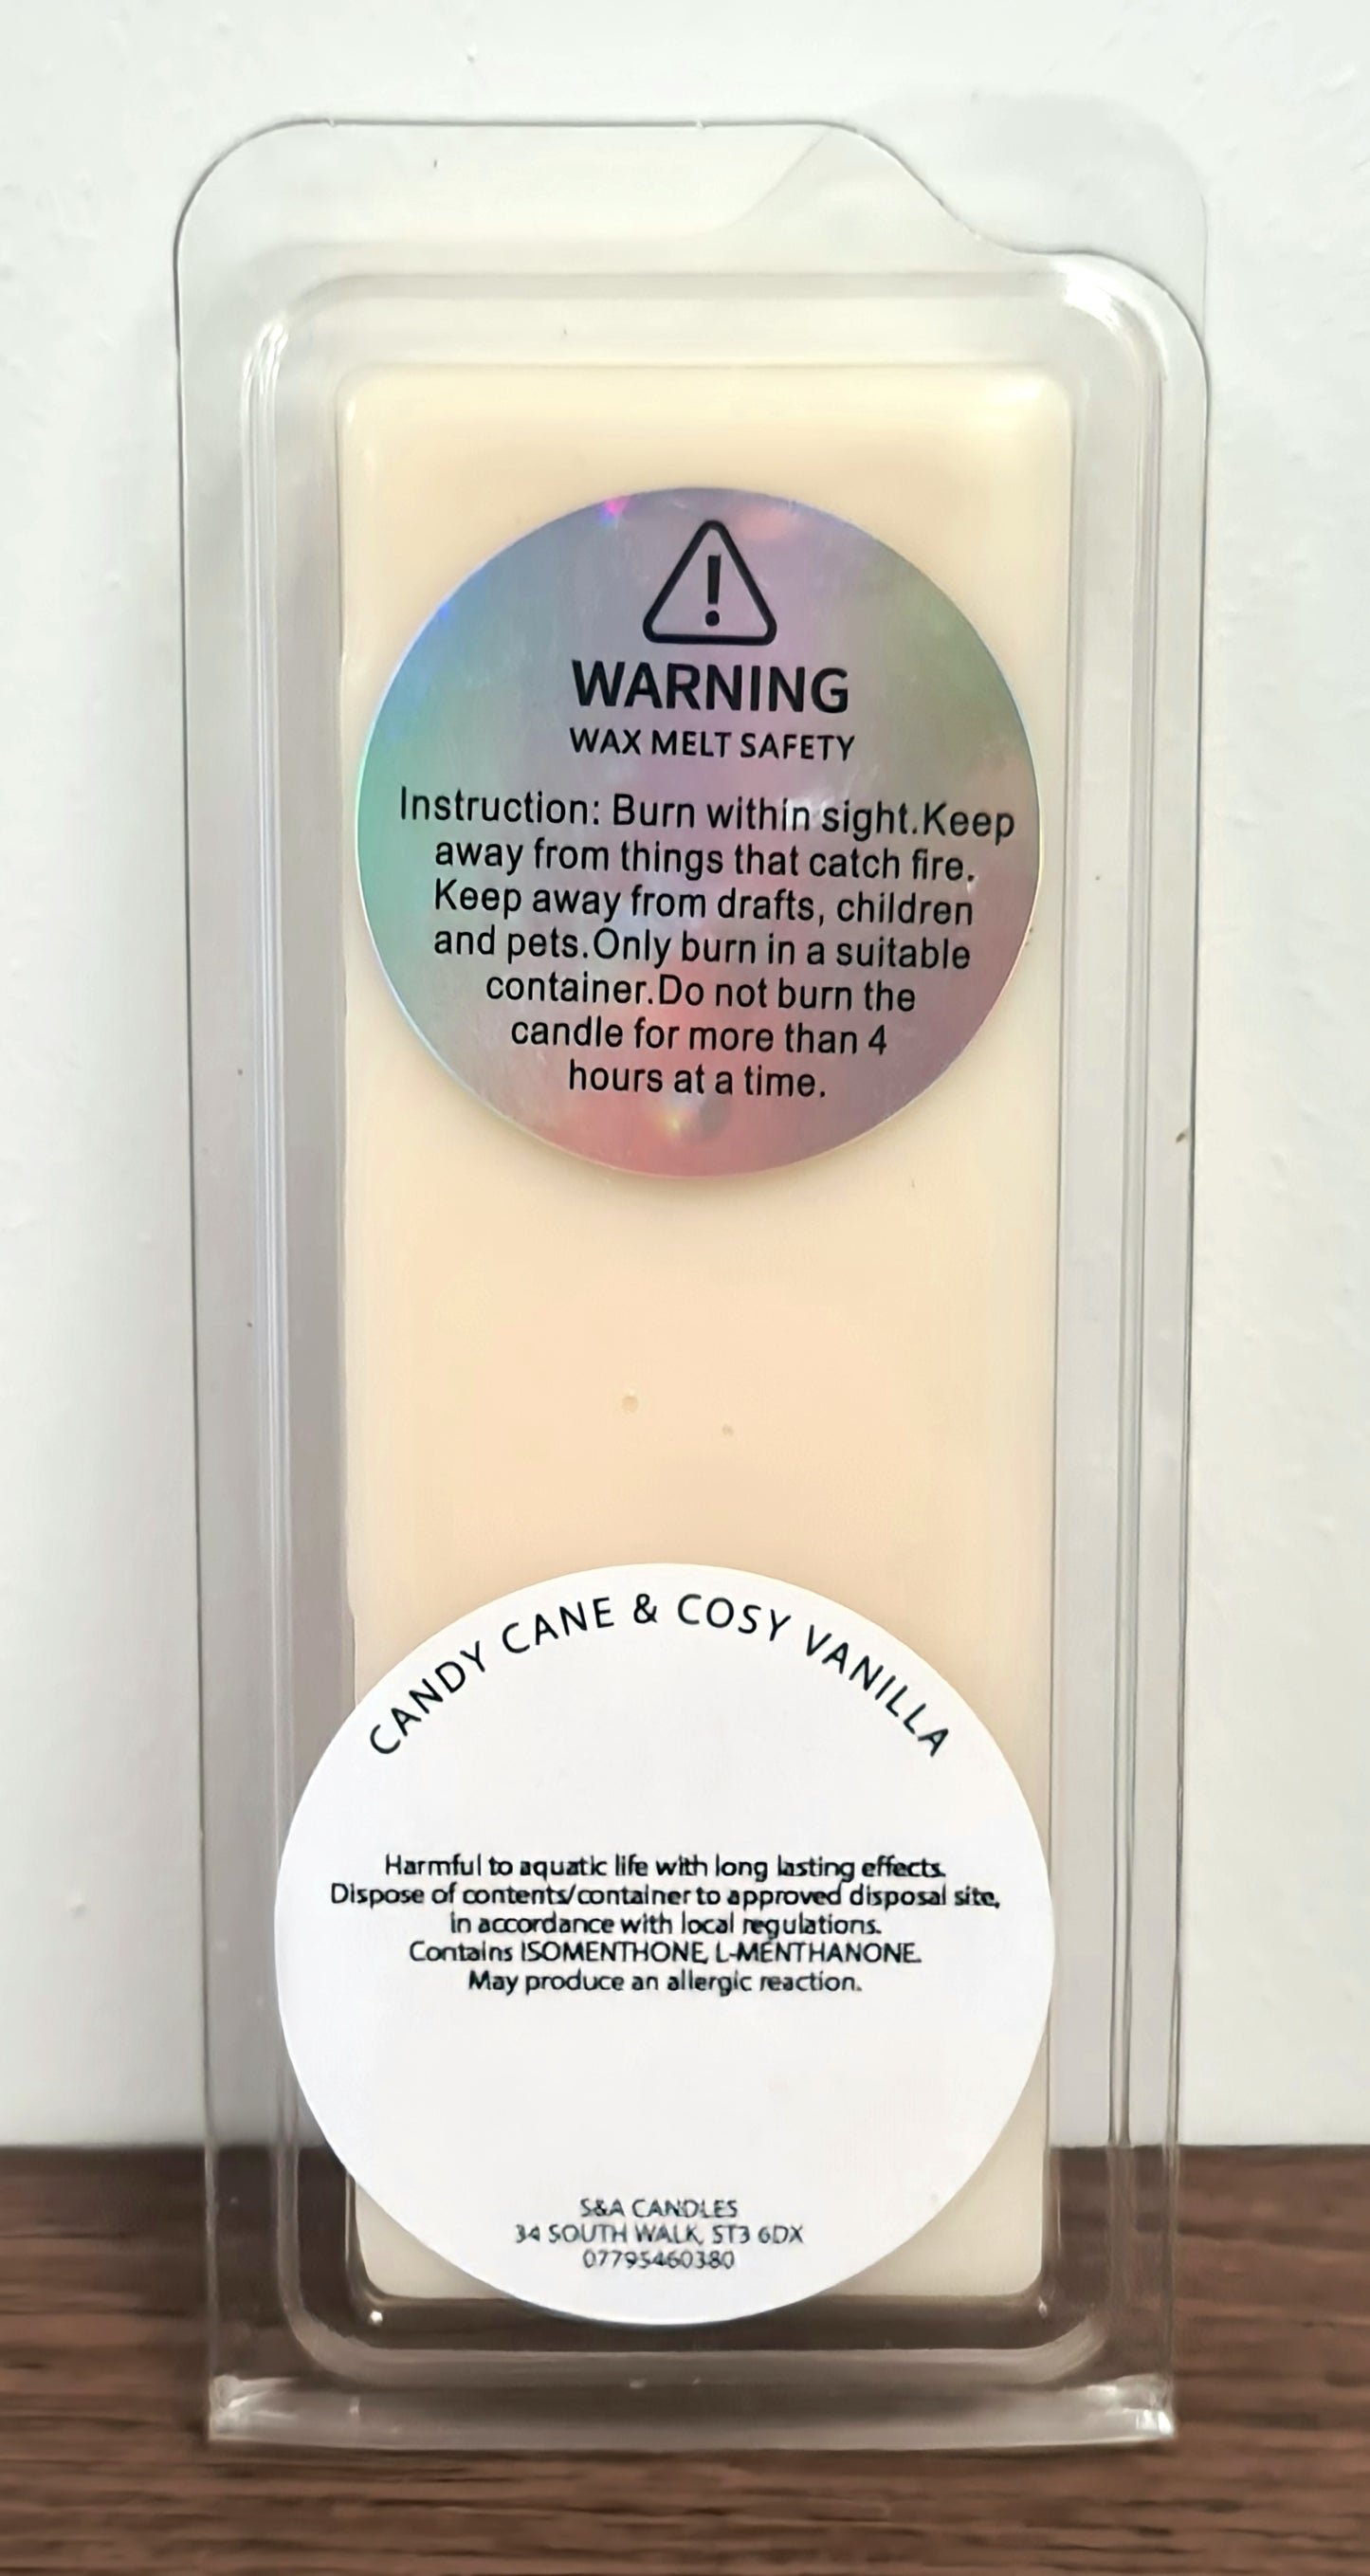 !
WARNING
WAX MELT SAFETY
Instruction: Burn within sight.Keep
away from things that catch fire.
Keep away from drafts, children
and pets.Only burn in a suitable
container.Do not burn the
candle for more than 4
hours at a time.
CANDY CANE & COSY VANILLA
Harmful to aquatic life with long lasting effects.
Dispose of contents/container to approved disposal site,
in accordance with local regulations.
Contains ISOMENTHONE, L-MENTHANONE.
May produce an allergic reaction.
S&A CANDLES
34 SOUTH WALK, ST3 6DX
07795460380